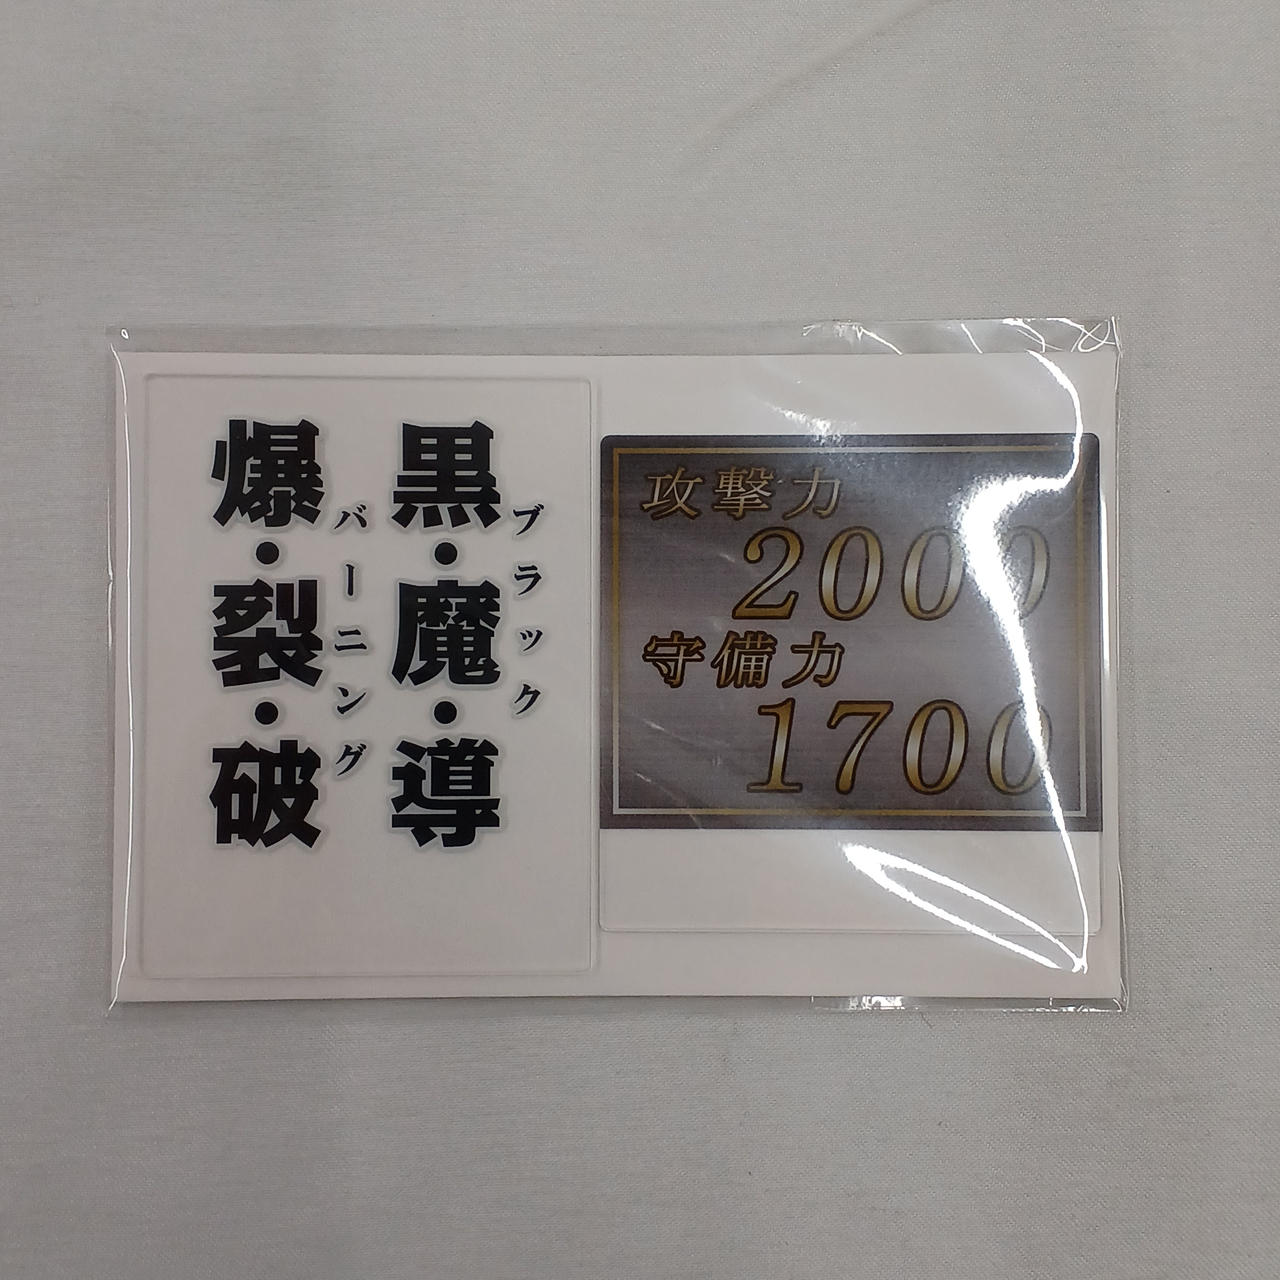 黒・魔・導
ブラック
爆・裂・破
バーニング
攻撃力
2000
守備力
1700